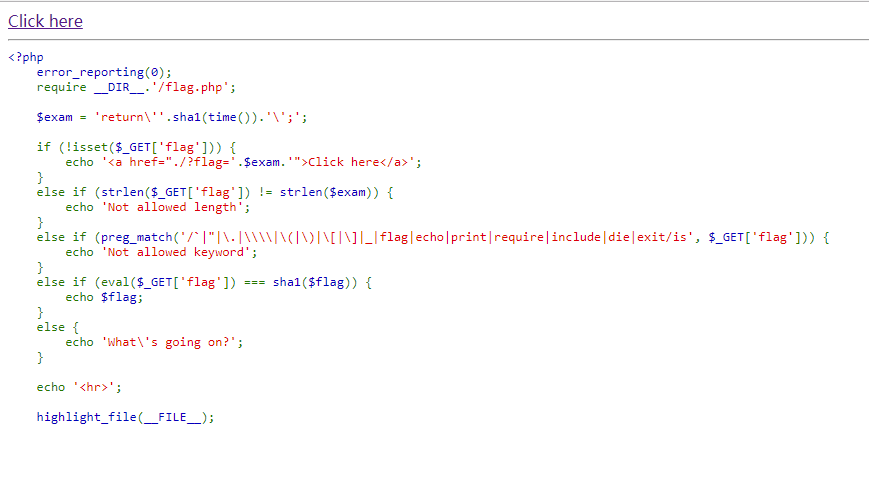 Click here
<?php
    error_reporting(0);
    require __DIR__.'/flag.php';

    $exam = 'return\''.sha1(time()).'\';';

    if (!isset($_GET['flag'])) {
        echo '<a href="./?flag='.$exam.'">Click here</a>';
    }
    else if (strlen($_GET['flag']) != strlen($exam)) {
        echo 'Not allowed length';
    }
    else if (preg_match('/`|"|\.|\\\\|\(|\)|\[|\]|_|flag|echo|print|require|include|die|exit/is', $_GET['flag'])) {
        echo 'Not allowed keyword';
    }
    else if (eval($_GET['flag']) === sha1($flag)) {
        echo $flag;
    }
    else {
        echo 'What\'s going on?';
    }

    echo '<hr>';

    highlight_file(__FILE__);